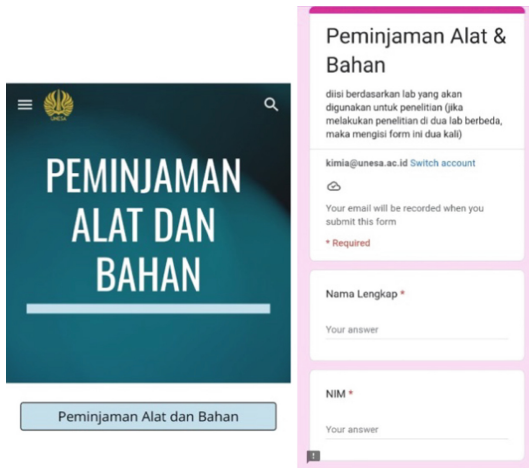 UNESA
PEMINJAMAN
ALAT DAN
BAHAN
Peminjaman Alat dan Bahan
Peminjaman Alat &
Bahan
diisi berdasarkan lab yang akan
digunakan untuk penelitian (jika
melakukan penelitian di dua lab berbeda,
maka mengisi form ini dua kali)
kimia@unesa.ac.id Switch account
Your email will be recorded when you
submit this form
* Required
Nama Lengkap *
Your answer
NIM *
Your answer